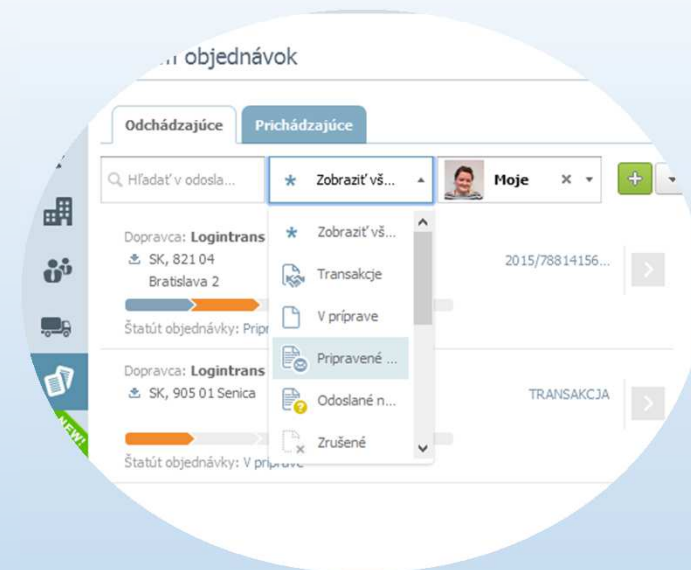 objednávok
Odchádzajúce
Prichádzajúce
Hľadať v odosla...
Zobraziť vš...
Moje
Zobraziť vš...
Transakcje
V príprave
Pripravené ...
Odoslané n...
Zrušené
Dopravca: Logintrans
SK, 821 04
Bratislava 2
2015/78814156...
Štatút objednávky: Pripr
Dopravca: Logintrans
SK, 905 01 Senica
TRANSAKCJA
Štatút objednávky: V príprave
NEW!